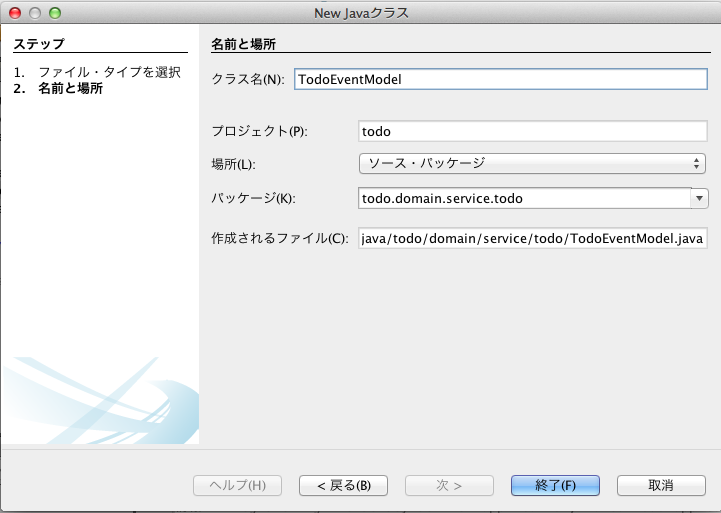 New Javaクラス
ステップ
1. ファイル・タイプを選択
2. 名前と場所
名前と場所
クラス名(N): TodoEventModel
プロジェクト(P): todo
場所(L): ソース・パッケージ
パッケージ(K): todo.domain.service.todo
作成されるファイル(C): java/todo/domain/service/todo/TodoEventModel.java
ヘルプ(H) < 戻る(B) 次 > 終了(F) 取消